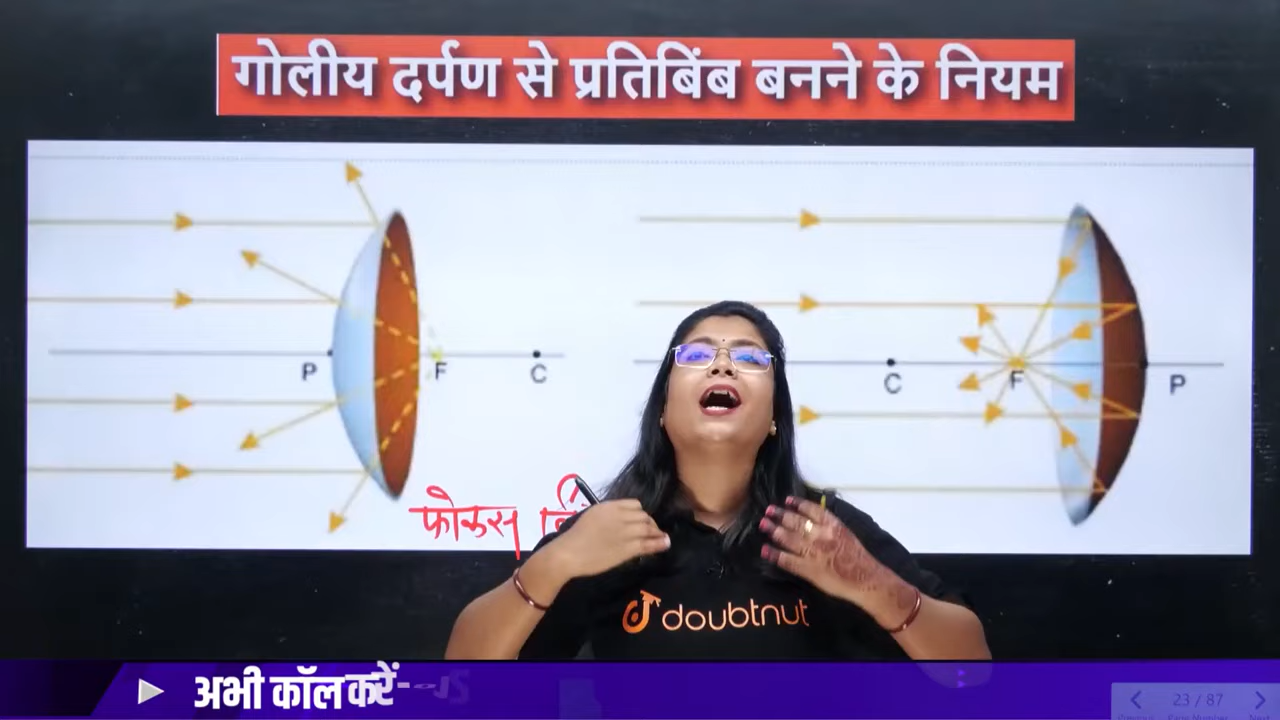 गोलीय दर्पण से प्रतिबिंब बनने के नियम
P F C
C F P
फोकस
doubtnut
अभी कॉल करें-
23 / 87